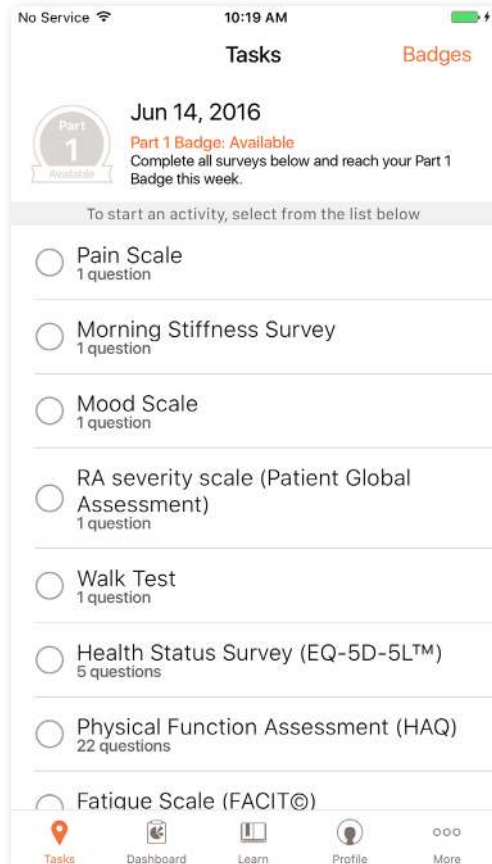 No Service 10:19 AM
Tasks Badges
Part
1
Available
Jun 14, 2016
Part 1 Badge: Available
Complete all surveys below and reach your Part 1
Badge this week.
To start an activity, select from the list below
Pain Scale
1 question
Morning Stiffness Survey
1 question
Mood Scale
1 question
RA severity scale (Patient Global
Assessment)
1 question
Walk Test
1 question
Health Status Survey (EQ-5D-5L™)
5 questions
Physical Function Assessment (HAQ)
22 questions
Fatigue Scale (FACIT©)
Tasks Dashboard Learn Profile More